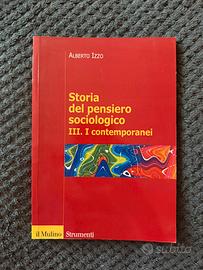 ALBERTO IZZO
Storia
del pensiero
sociologico
III. I contemporanei
il Mulino Strumenti
subito